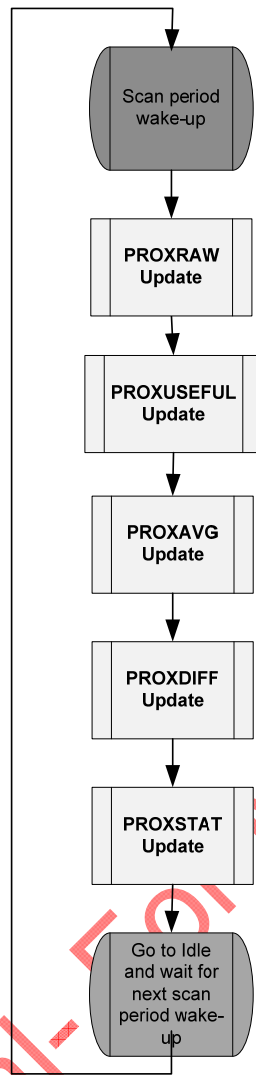 Scan period
wake-up
PROXRAW
Update
PROXUSEFUL
Update
PROXAVG
Update
PROXDIFF
Update
PROXSTAT
Update
Go to Idle
and wait for
next scan
period wake-
up